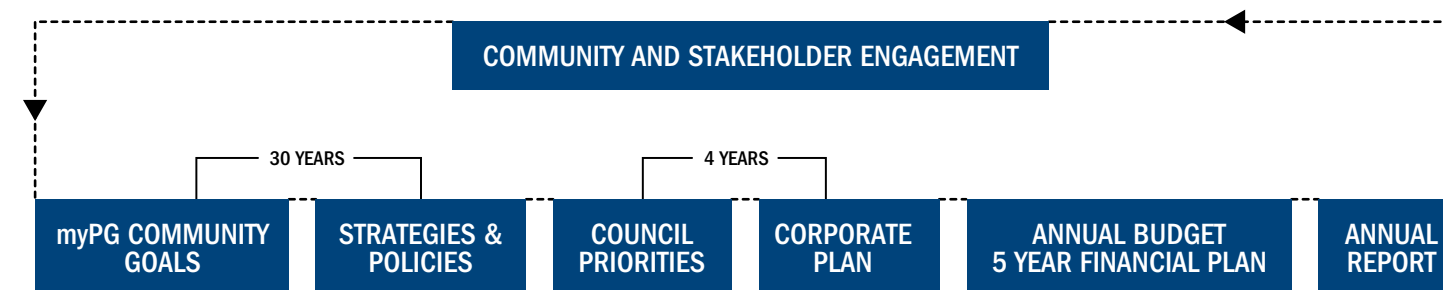 COMMUNITY AND STAKEHOLDER ENGAGEMENT
30 YEARS
4 YEARS
myPG COMMUNITY
GOALS
STRATEGIES &
POLICIES
COUNCIL
PRIORITIES
CORPORATE
PLAN
ANNUAL BUDGET
5 YEAR FINANCIAL PLAN
ANNUAL
REPORT